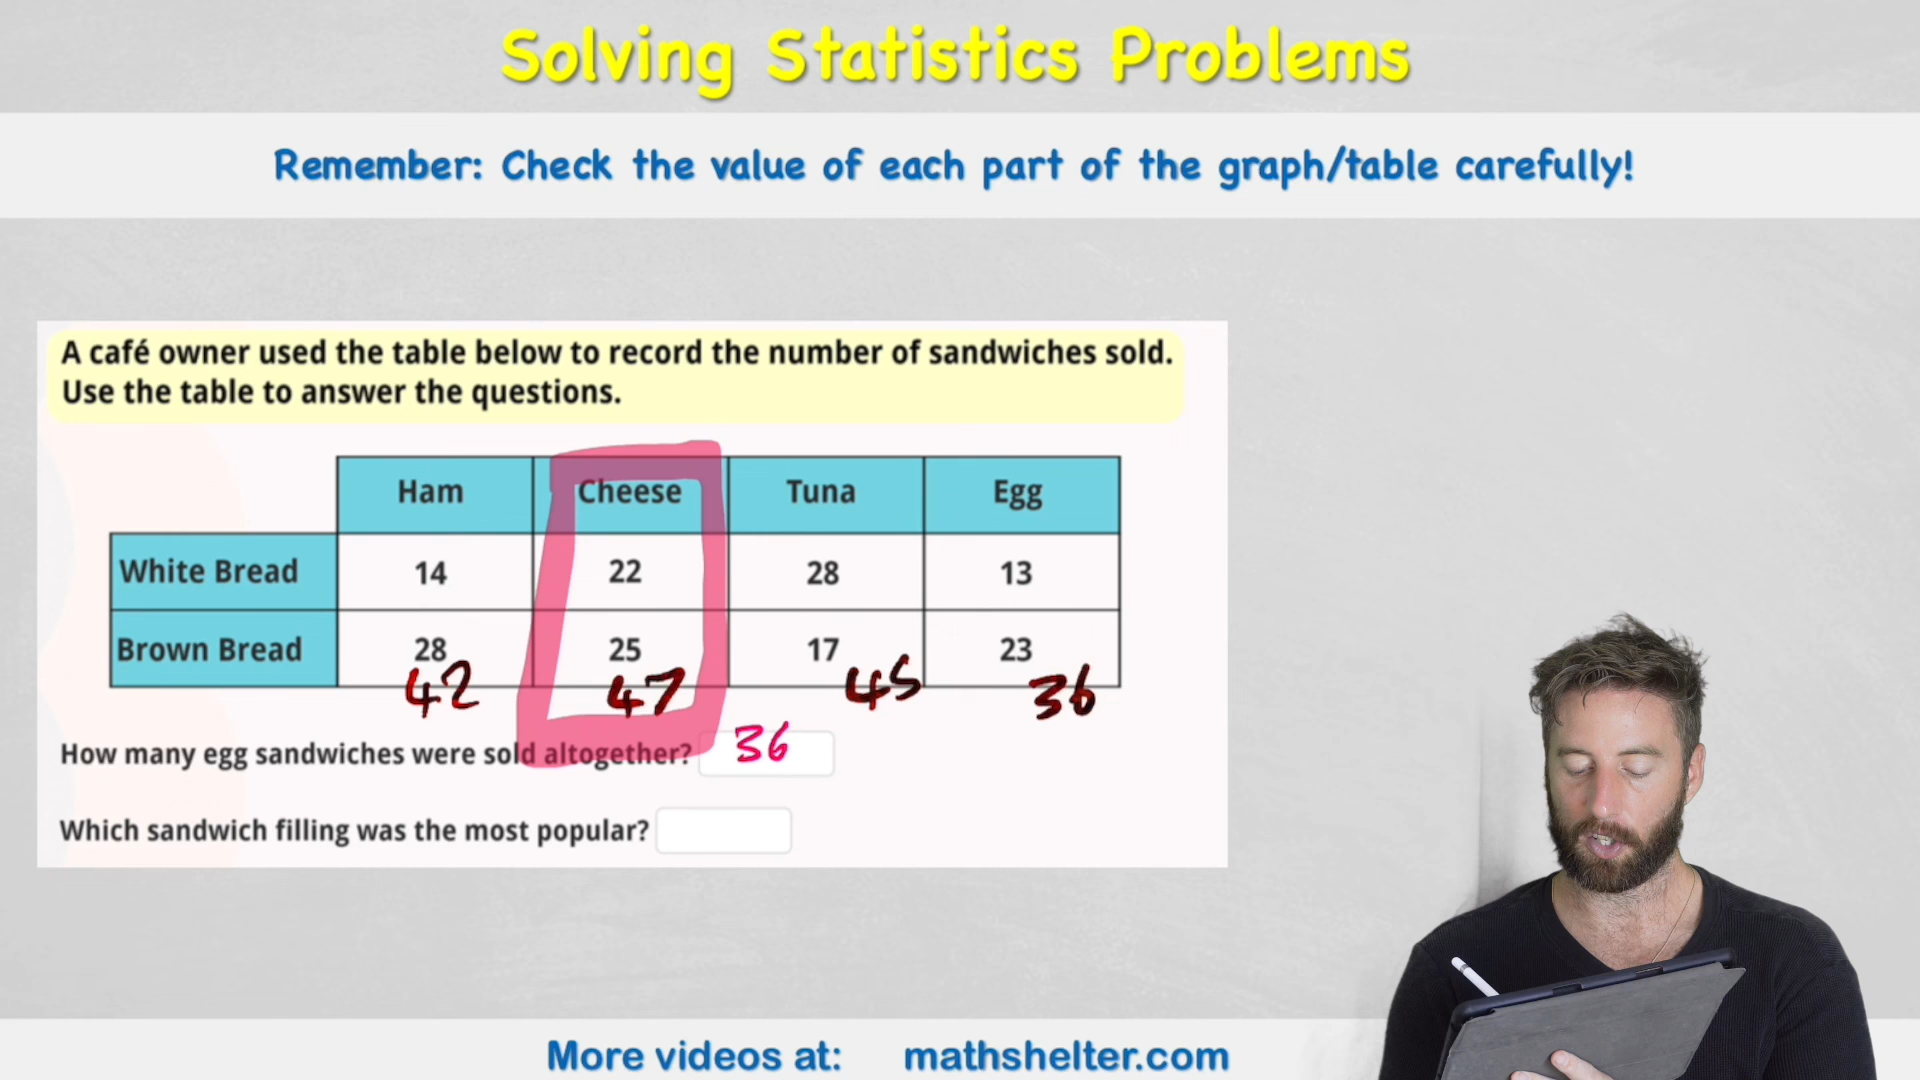 Solving Statistics Problems
Remember: Check the value of each part of the graph/table carefully!
A café owner used the table below to record the number of sandwiches sold.
Use the table to answer the questions.
Ham Cheese Tuna Egg
White Bread 14 22 28 13
Brown Bread 28 25 17 23
42 47 45 36
How many egg sandwiches were sold altogether? 36
Which sandwich filling was the most popular?
More videos at: mathshelter.com